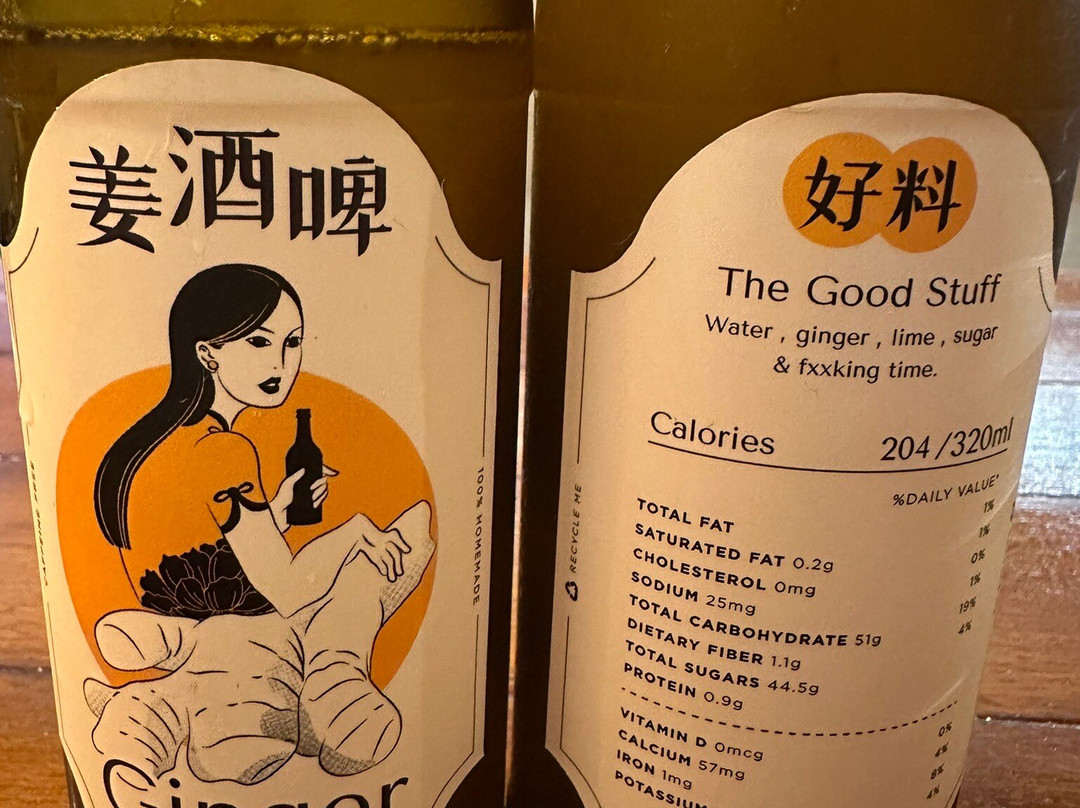 姜酒啤
100% HOMEMADE
Ginger
好料
The Good Stuff
Water , ginger , lime , sugar
& fxxking time.
Calories 204/320ml
%DAILY VALUE*
TOTAL FAT 1%
SATURATED FAT 0.2g 1%
CHOLESTEROL 0mg 0%
SODIUM 25mg 1%
TOTAL CARBOHYDRATE 51g 19%
DIETARY FIBER 1.1g 4%
TOTAL SUGARS 44.5g
PROTEIN 0.9g
VITAMIN D 0mcg 0%
CALCIUM 57mg 4%
IRON 1mg 6%
POTASSIUM 4%
RECYCLE ME